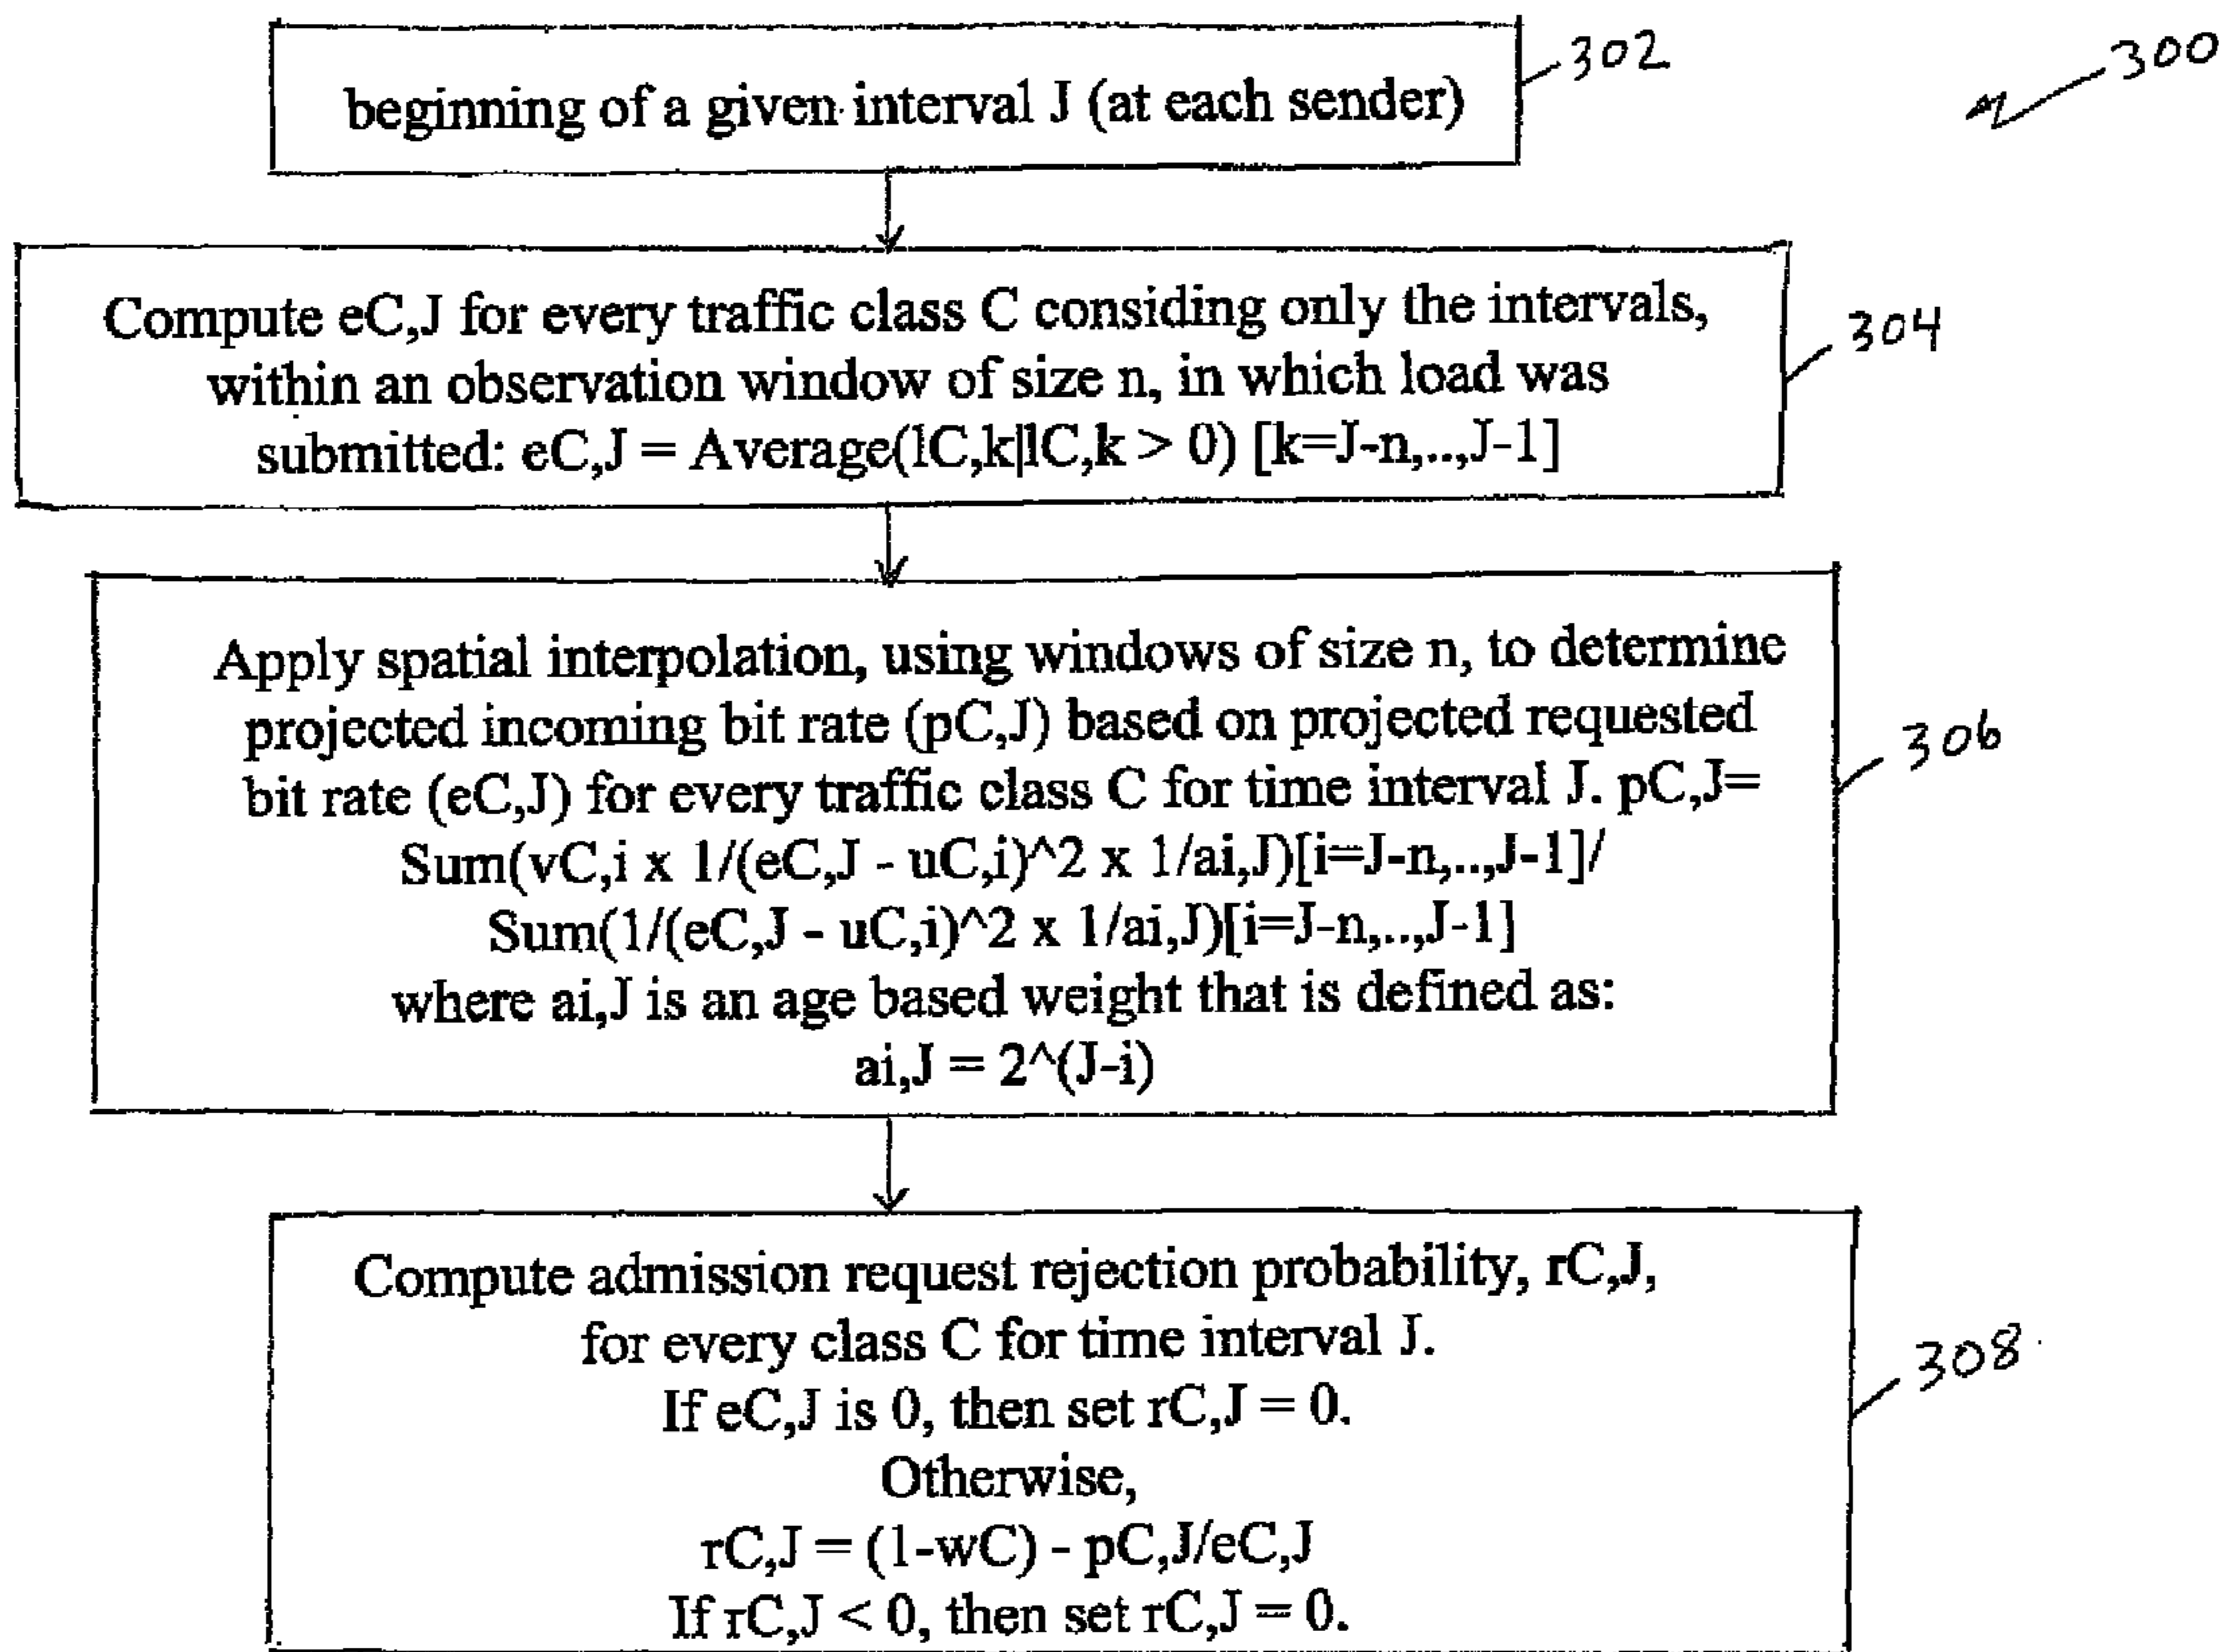 beginning of a given interval J (at each sender)
302
300
Compute eC,J for every traffic class C considing only the intervals,
within an observation window of size n, in which load was
submitted: eC,J = Average(lC,k|lC,k > 0) [k=J-n,..,J-1]
304
Apply spatial interpolation, using windows of size n, to determine
projected incoming bit rate (pC,J) based on projected requested
bit rate (eC,J) for every traffic class C for time interval J. pC,J=
Sum(vC,i x 1/(eC,J - uC,i)^2 x 1/ai,J)[i=J-n,..,J-1]/
Sum(1/(eC,J - uC,i)^2 x 1/ai,J)[i=J-n,..,J-1]
where ai,J is an age based weight that is defined as:
ai,J = 2^(J-i)
306
Compute admission request rejection probability, rC,J,
for every class C for time interval J.
If eC,J is 0, then set rC,J = 0.
Otherwise,
rC,J = (1-wC) - pC,J/eC,J
If rC,J < 0, then set rC,J = 0.
308